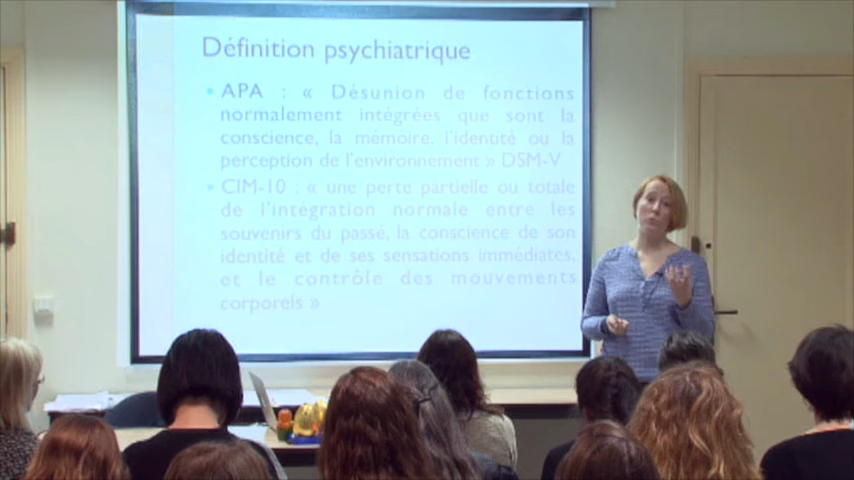 Définition psychiatrique
• APA : « Désunion de fonctions
normalement intégrées que sont la
conscience, la mémoire, l'identité ou la
perception de l'environnement » DSM-V
• CIM-10 : « une perte partielle ou totale
de l'intégration normale entre les
souvenirs du passé, la conscience de son
identité et de ses sensations immédiates,
et le contrôle des mouvements
corporels »